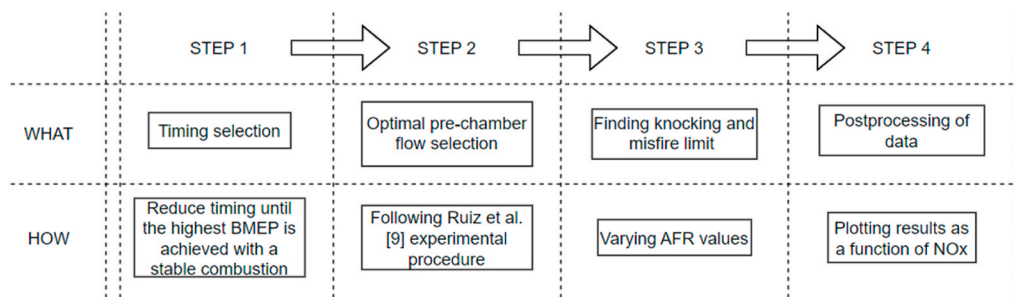 STEP 1
STEP 2
STEP 3
STEP 4
WHAT
Timing selection
Optimal pre-chamber
flow selection
Finding knocking and
misfire limit
Postprocessing of
data
HOW
Reduce timing until
the highest BMEP is
achieved with a
stable combustion
Following Ruiz et al.
[9] experimental
procedure
Varying AFR values
Plotting results as
a function of NOx